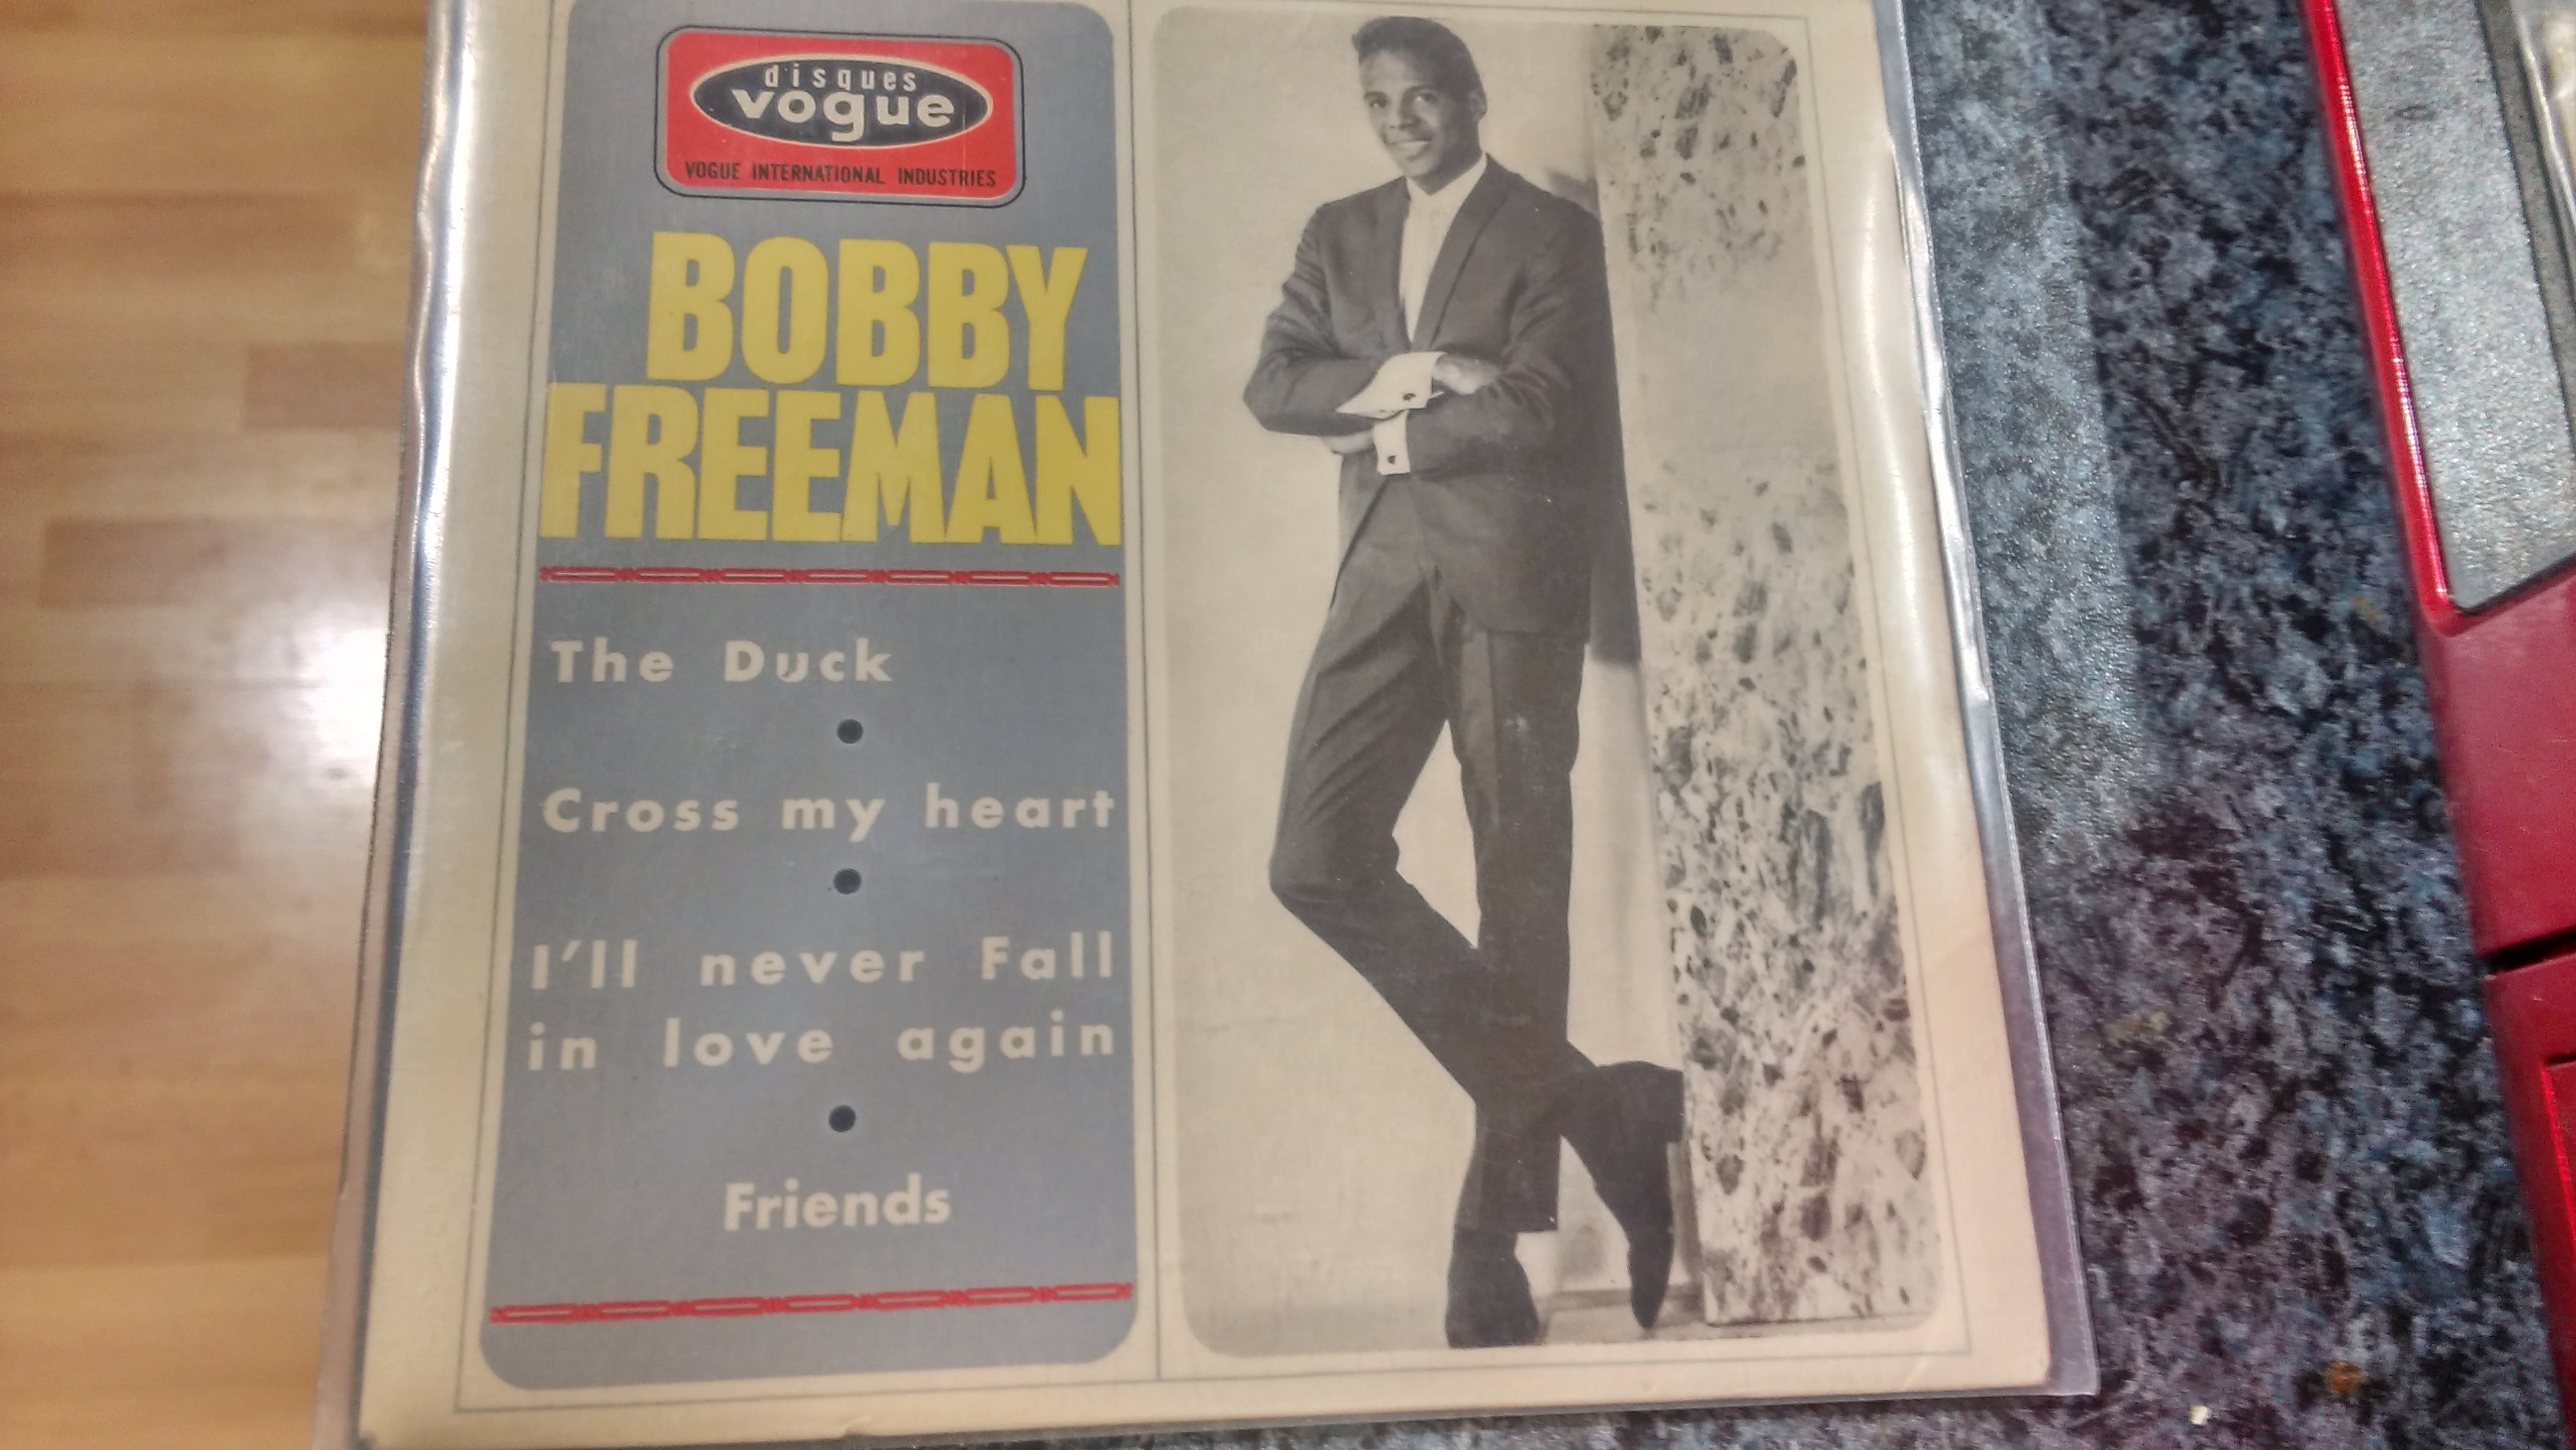 disques
vogue
VOGUE INTERNATIONAL INDUSTRIES
BOBBY
FREEMAN
The Duck
Cross my heart
I'll never Fall
in love again
Friends